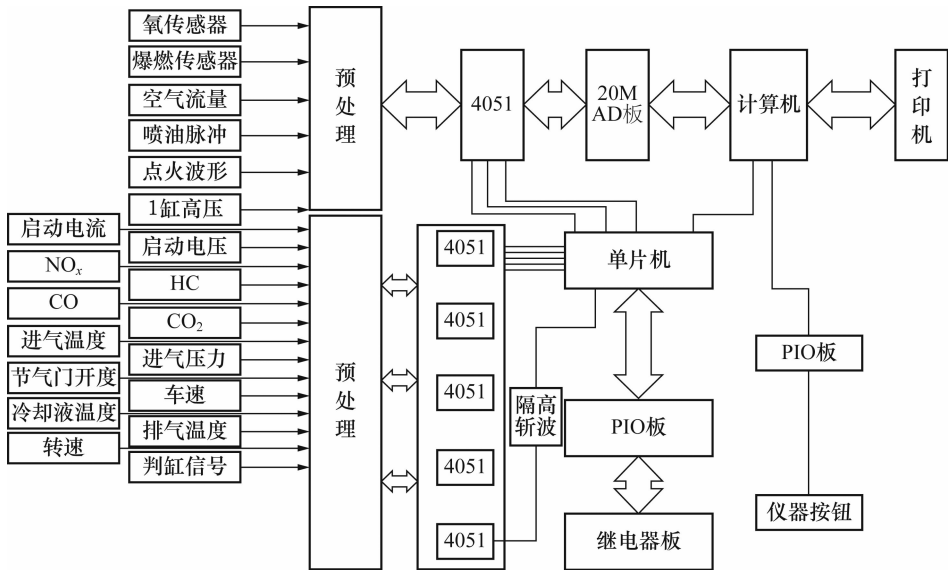 氧传感器
爆燃传感器
空气流量
喷油脉冲
点火波形
1缸高压
启动电流
启动电压
NOx
HC
CO
CO2
进气温度
进气压力
节气门开度
车速
冷却液温度
排气温度
转速
判缸信号
预
处
理
预
处
理
4051
20M
AD板
计算机
打
印
机
4051
4051
4051
4051
4051
单片机
隔高
斩波
PIO板
继电器板
PIO板
仪器按钮